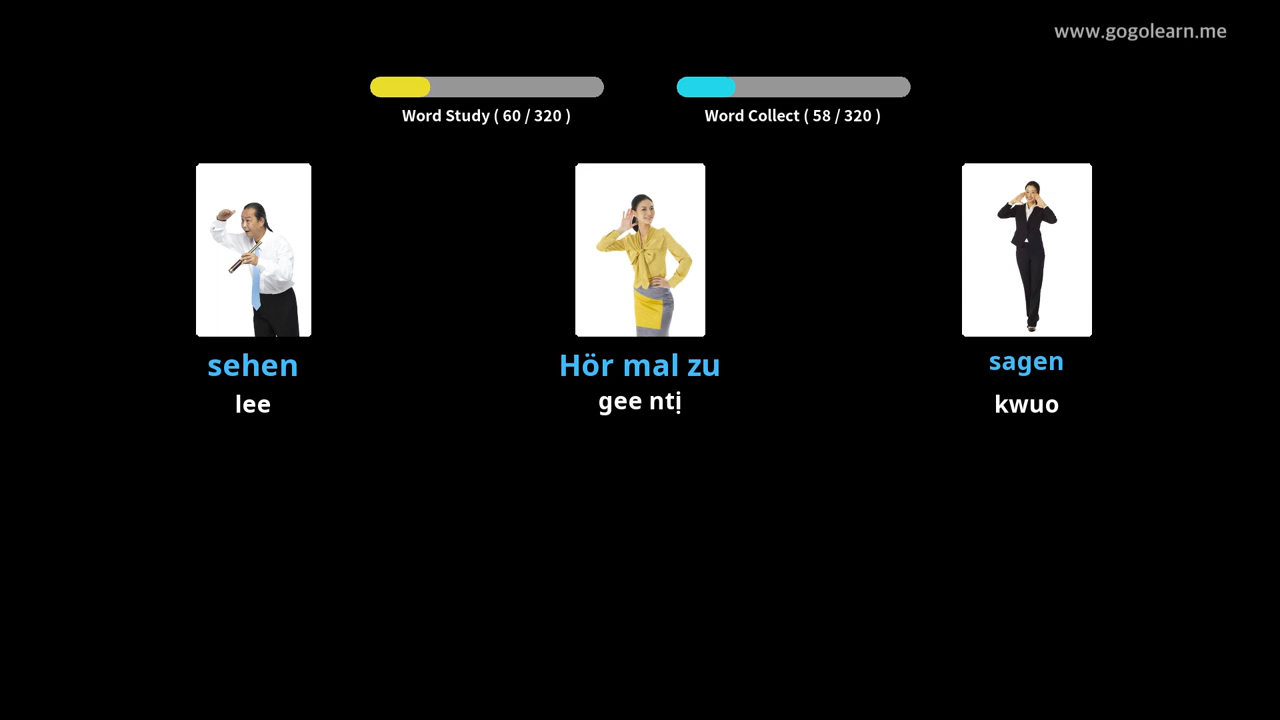 www.gogolearn.me
Word Study ( 60 / 320 )
Word Collect ( 58 / 320 )
sehen
Hör mal zu
sagen
lee
gee ntị
kwuo